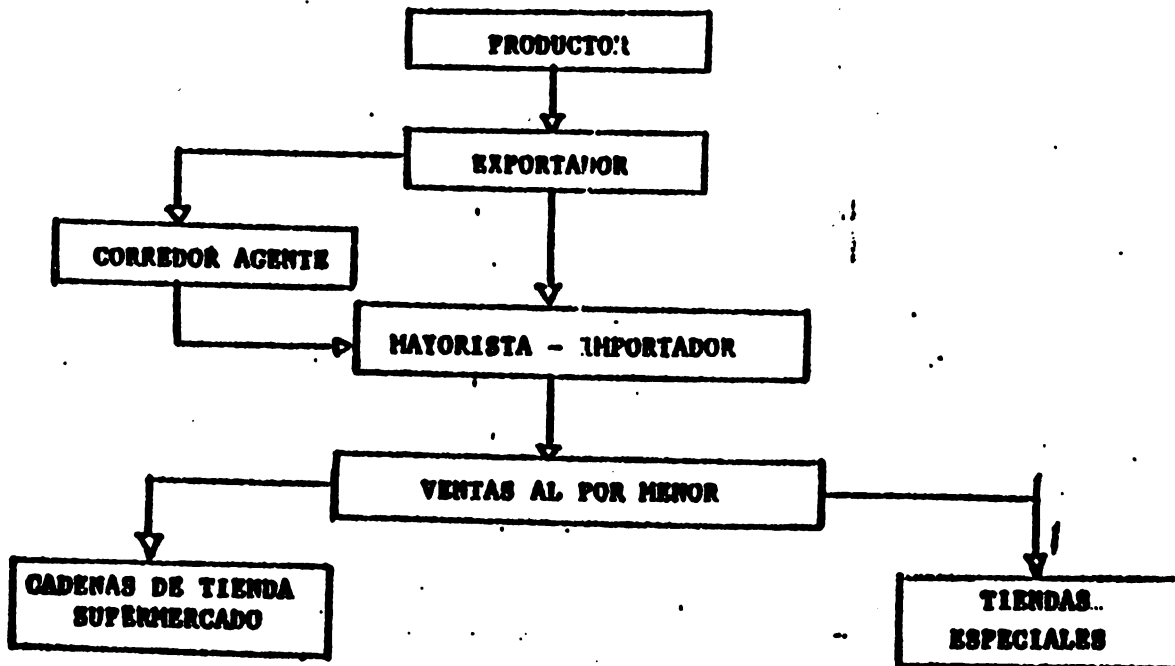 PRODUCTOR
EXPORTADOR
CORREDOR AGENTE
MAYORISTA - IMPORTADOR
VENTAS AL POR MENOR
CADENAS DE TIENDA
SUPERMERCADO
TIENDAS
ESPECIALES